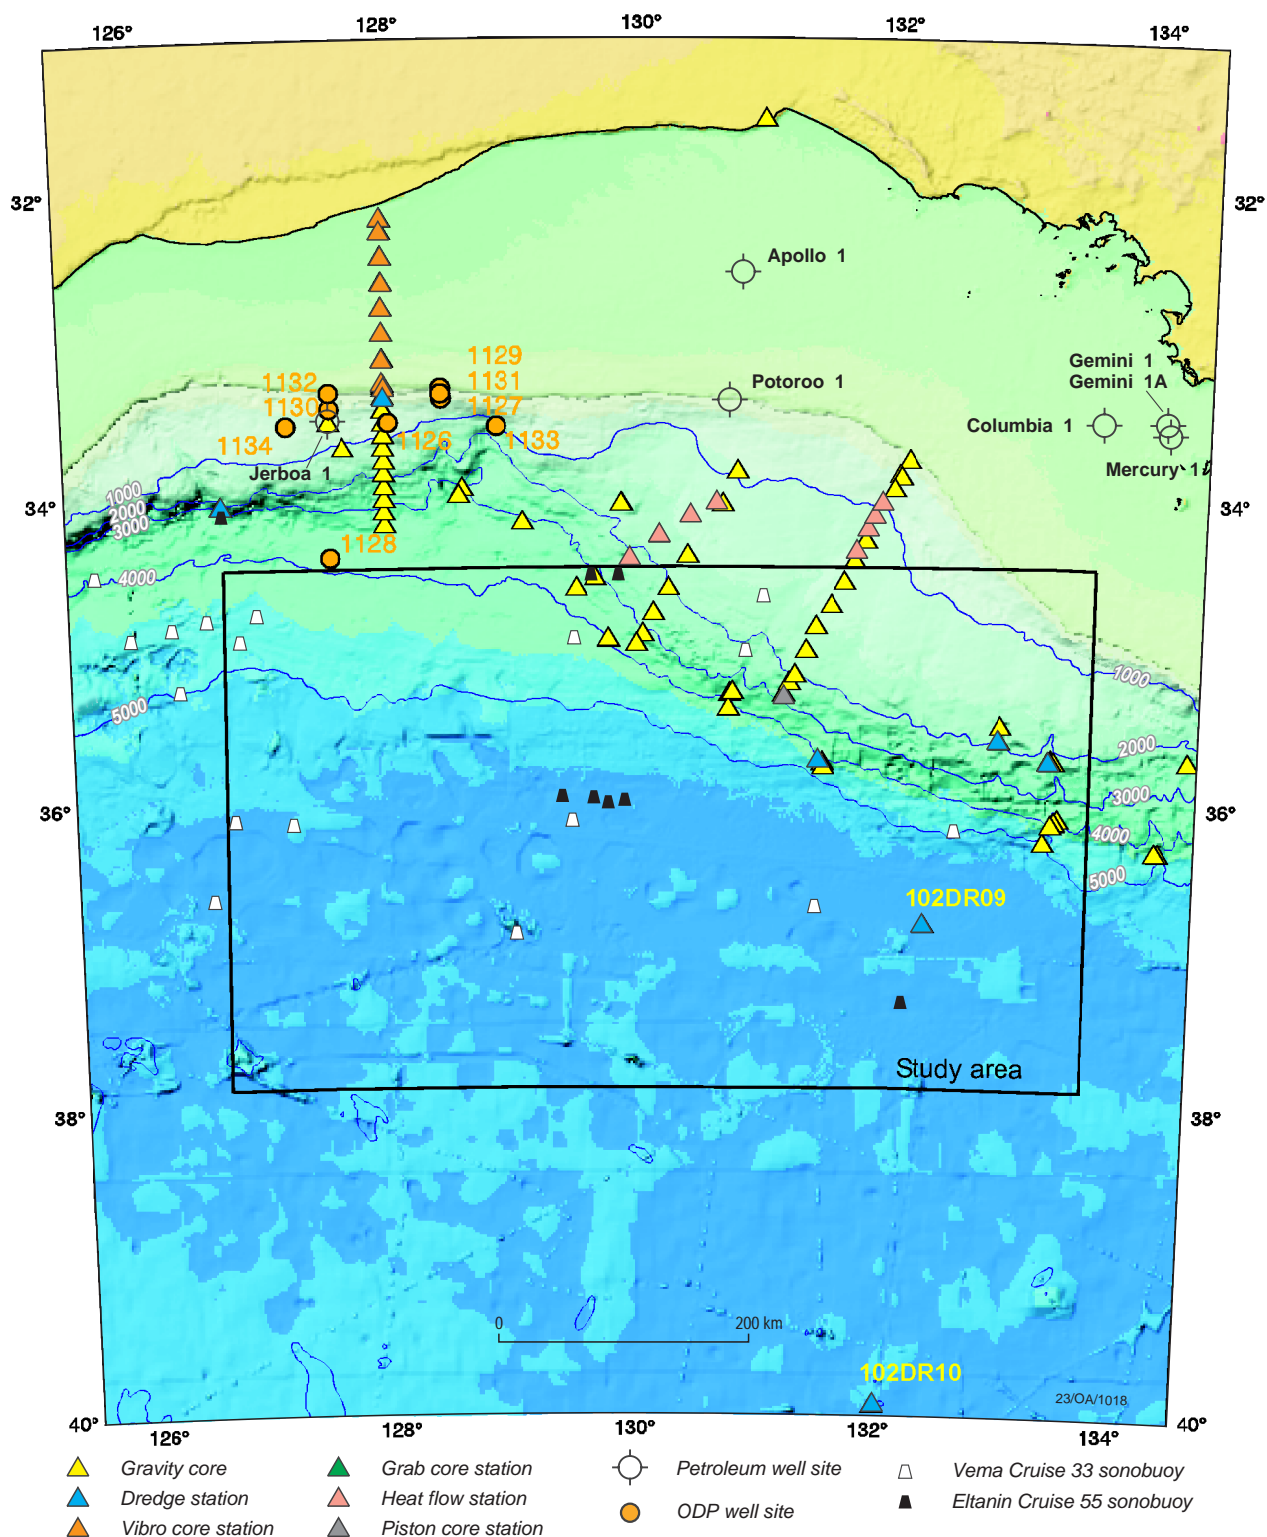 126° 128° 130° 132° 134°
32° 32°
Apollo 1
1129
Gemini 1
1132 1131 Potoroo 1 Gemini 1A
1130 1127 Columbia 1
1134 1126 1133
Jerboa 1 Mercury 1
1000
34° 2000 34°
3000
1128
4000
1000
5000
2000
3000
36° 36°
4000
5000
102DR09
Study area
38° 38°
0 200 km
102DR10
23/OA/1018
40° 40°
126° 128° 130° 132° 134°
Gravity core Grab core station Petroleum well site Vema Cruise 33 sonobuoy
Dredge station Heat flow station ODP well site Eltanin Cruise 55 sonobuoy
Vibro core station Piston core station